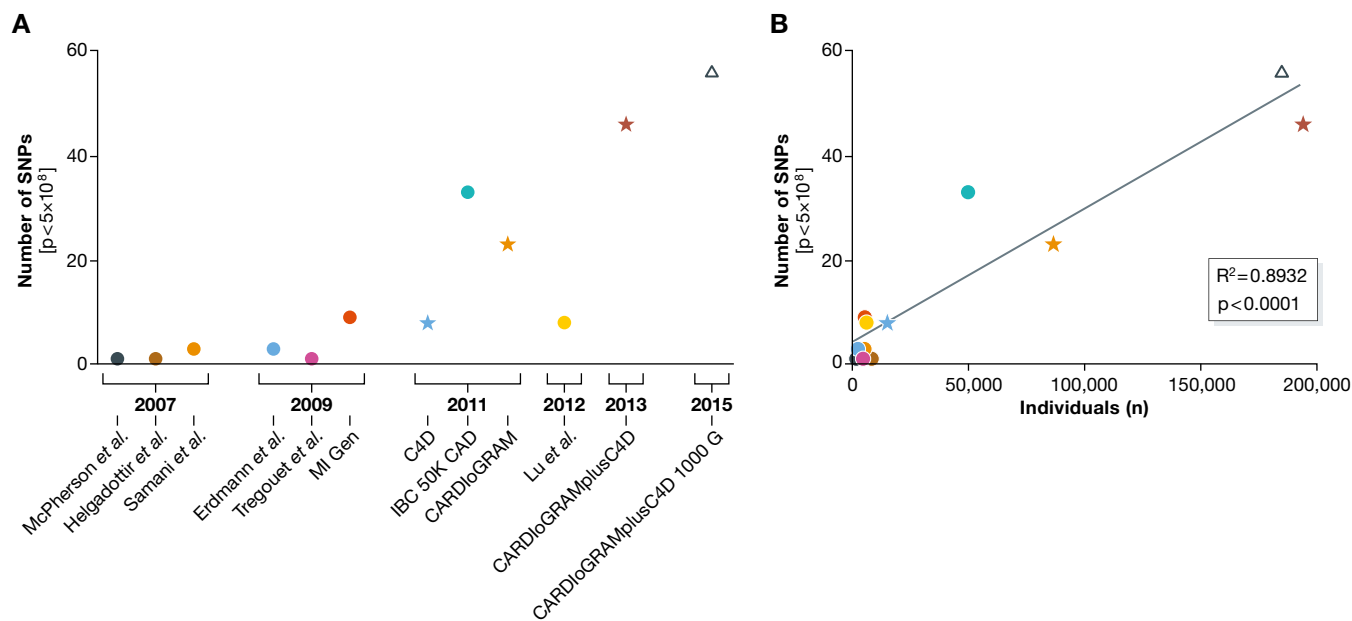 A
60
40
20
0
Number of SNPs
[p<5×10⁸]
2007
2009
2011
2012
2013
2015
McPherson et al.
Helgadottir et al.
Samani et al.
Erdmann et al.
Tregouet et al.
MI Gen
C4D
IBC 50K CAD
CARDIoGRAM
Lu et al.
CARDIoGRAMplusC4D
CARDIoGRAMplusC4D 1000 G
B
60
40
20
0
Number of SNPs
[p<5×10⁸]
R²=0.8932
p<0.0001
0
50,000
100,000
150,000
200,000
Individuals (n)